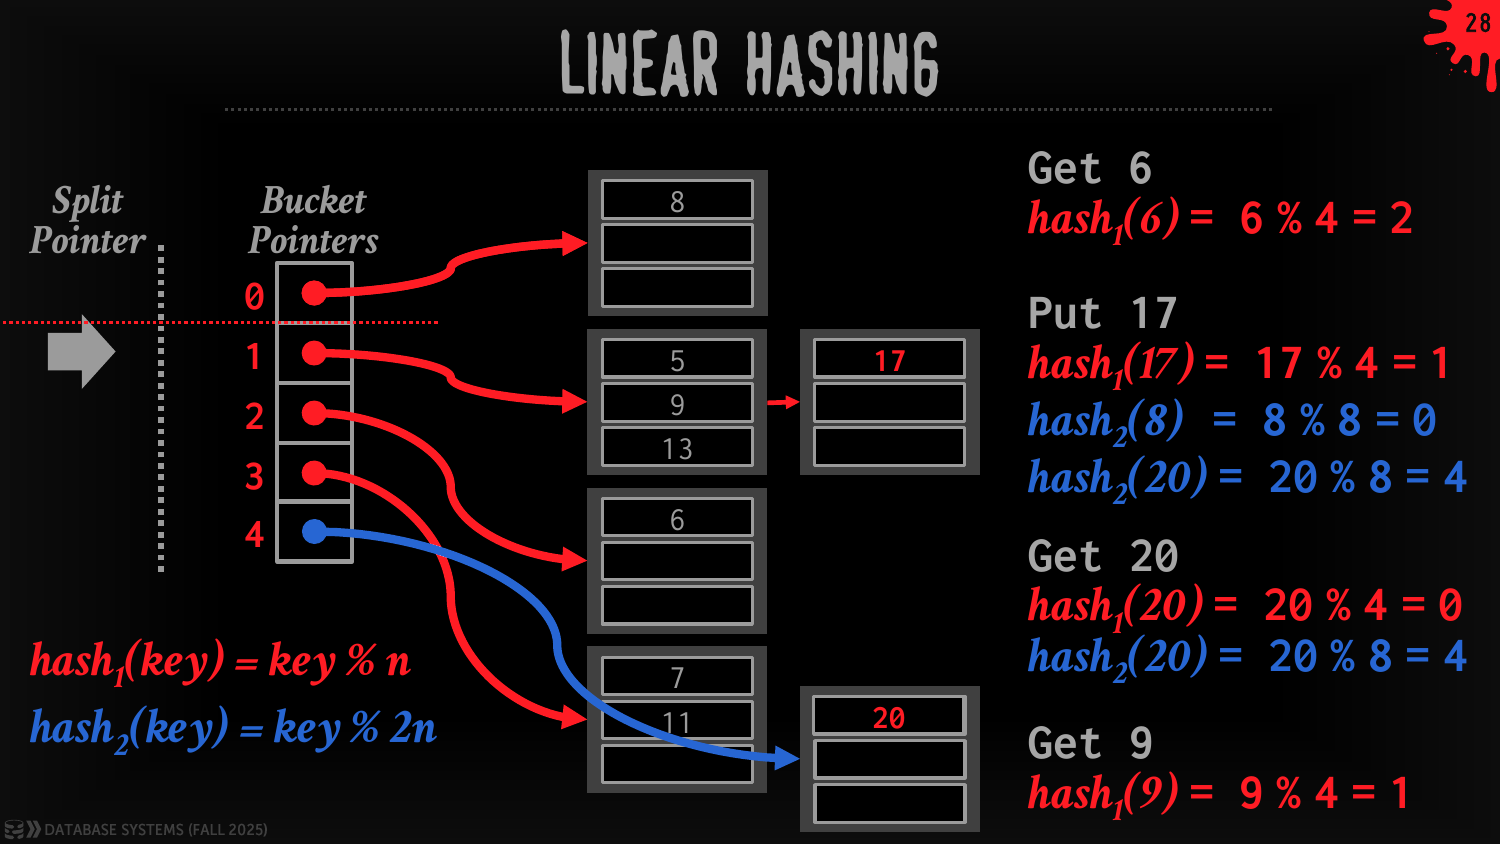 28
LINEAR HASHING
Split
Pointer
Bucket
Pointers
0
1
2
3
4
8
5
9
13
17
6
7
11
20
hash1(key) = key % n
hash2(key) = key % 2n
Get 6
hash1(6) = 6 % 4 = 2
Put 17
hash1(17) = 17 % 4 = 1
hash2(8) = 8 % 8 = 0
hash2(20) = 20 % 8 = 4
Get 20
hash1(20) = 20 % 4 = 0
hash2(20) = 20 % 8 = 4
Get 9
hash1(9) = 9 % 4 = 1
DATABASE SYSTEMS (FALL 2025)